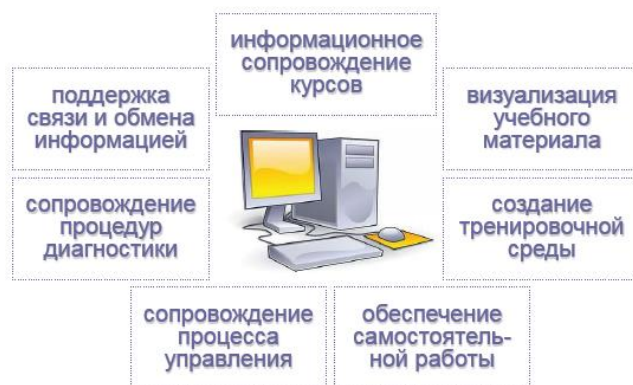 информационное
сопровождение
курсов
поддержка
связи и обмена
информацией
визуализация
учебного
материала
сопровождение
процедур
диагностики
создание
тренировочной
среды
сопровождение
процесса
управления
обеспечение
самостоятель-
ной работы